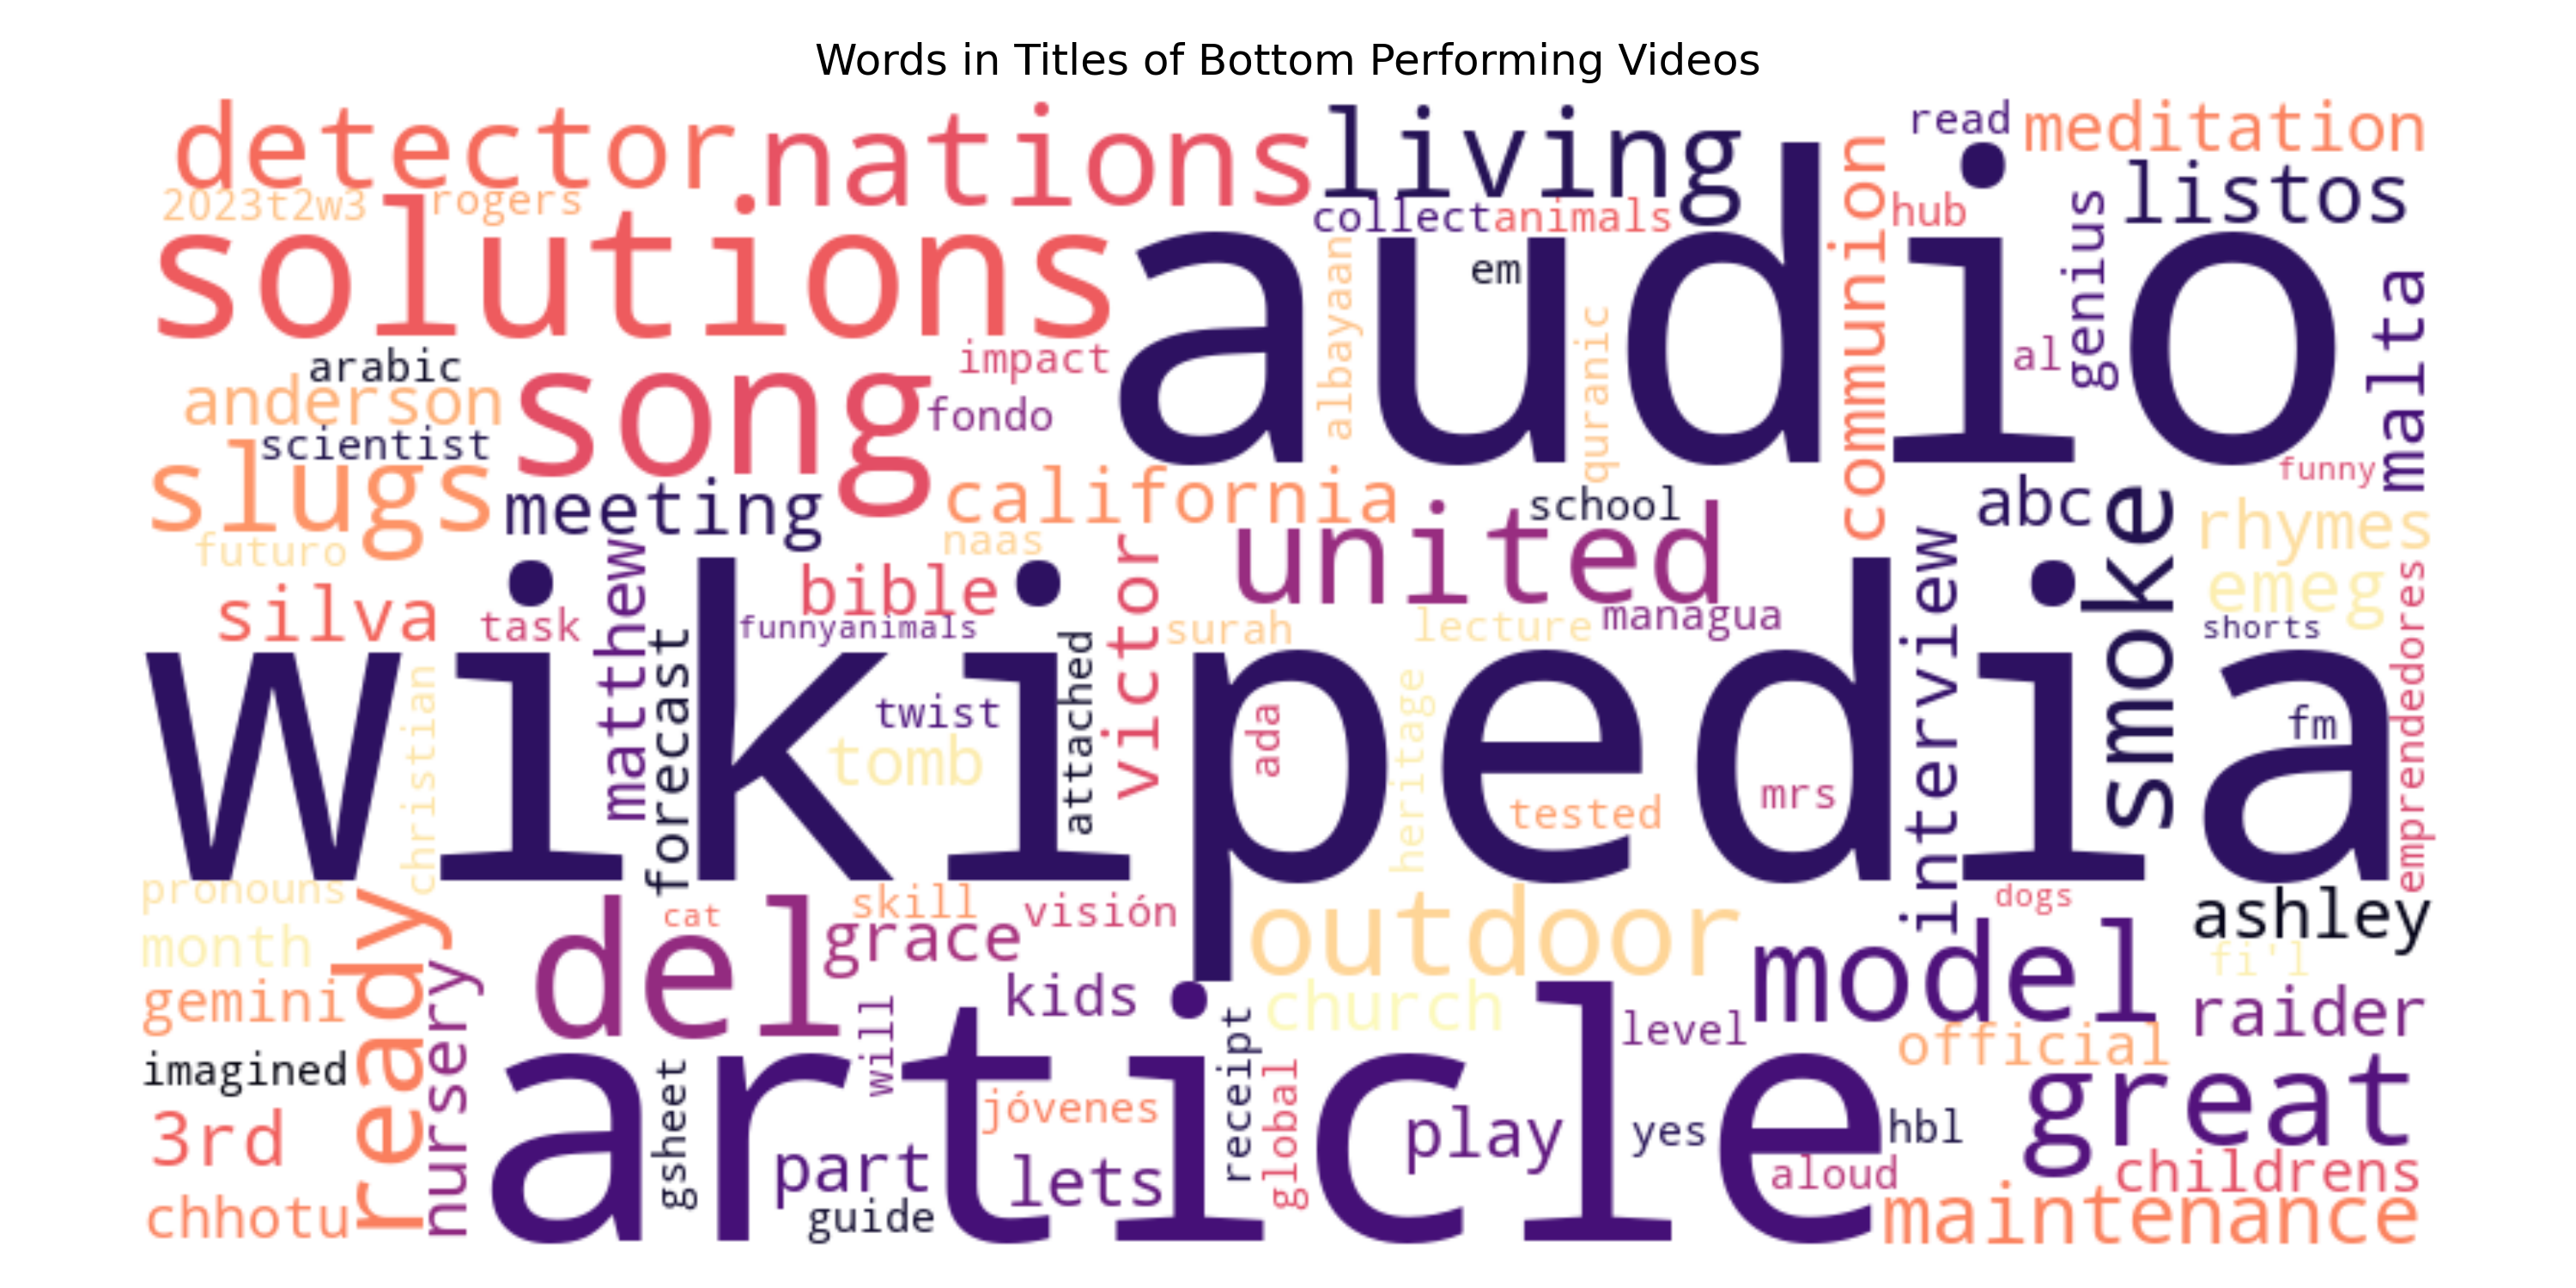 Words in Titles of Bottom Performing Videos
detector
nations
living
read
meditation
2023t2w3
rogers
collect
animals
communion
hub
genius
listos
solutions
audio
em
albayaan
quranic
al
malta
arabic
impact
anderson
song
fondo
scientist
funny
slugs
meeting
california
school
abc
smoke
rhymes
futuro
naas
united
interview
emeg
silva
task
matthew
bible
victor
surah
lecture
managua
shorts
emprendedores
funnyanimals
forecast
attached
wikipedia
christian
twist
tomb
ada
heritage
tested
mrs
fm
pronouns
ready
cat
skill
visión
outdoor
dogs
ashley
month
del
grace
model
fi'l
gemini
nursery
kids
church
level
raider
imagined
will
receipt
official
article
gsheet
jóvenes
global
play
yes
hbl
great
3rd
part
lets
aloud
childrens
chhotu
guide
maintenance